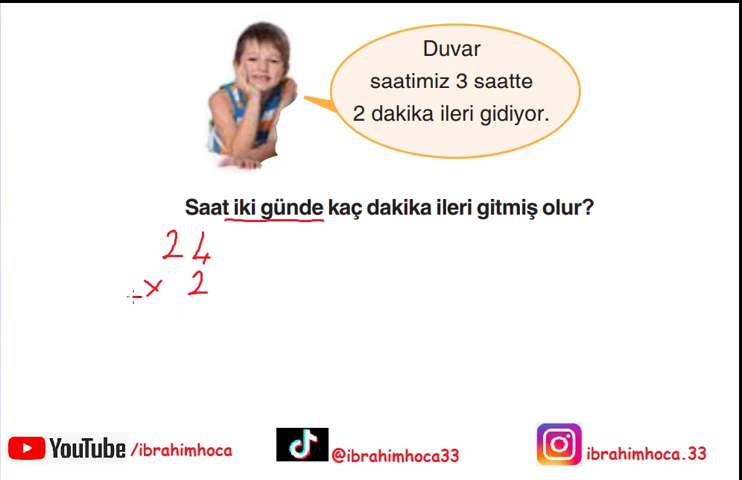 Duvar
saatimiz 3 saatte
2 dakika ileri gidiyor.
Saat iki günde kaç dakika ileri gitmiş olur?
24
x 2
YouTube /ibrahimhoca
@ibrahimhoca33
ibrahimhoca.33